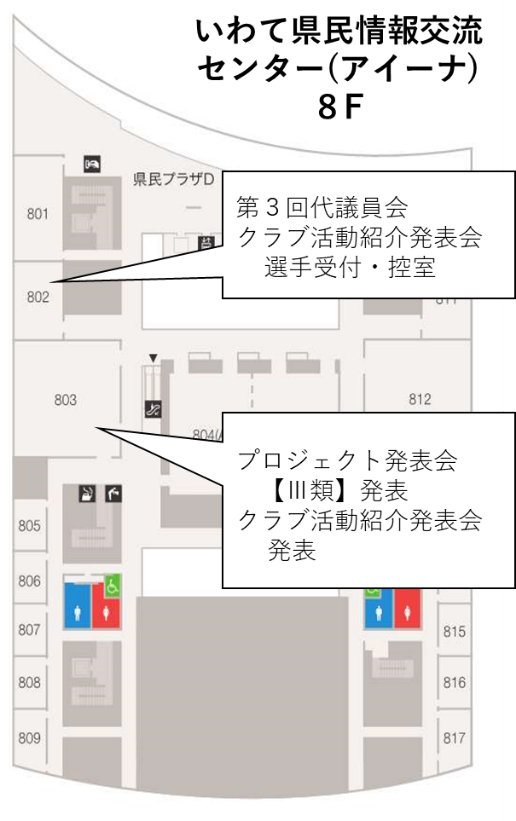 いわて県民情報交流
センター(アイーナ)
８F
県民プラザD
801
第３回代議員会
クラブ活動紹介発表会
選手受付・控室
802
811
803
812
804(A
プロジェクト発表会
【Ⅲ類】発表
クラブ活動紹介発表会
発表
805
806
807
815
808
816
809
817